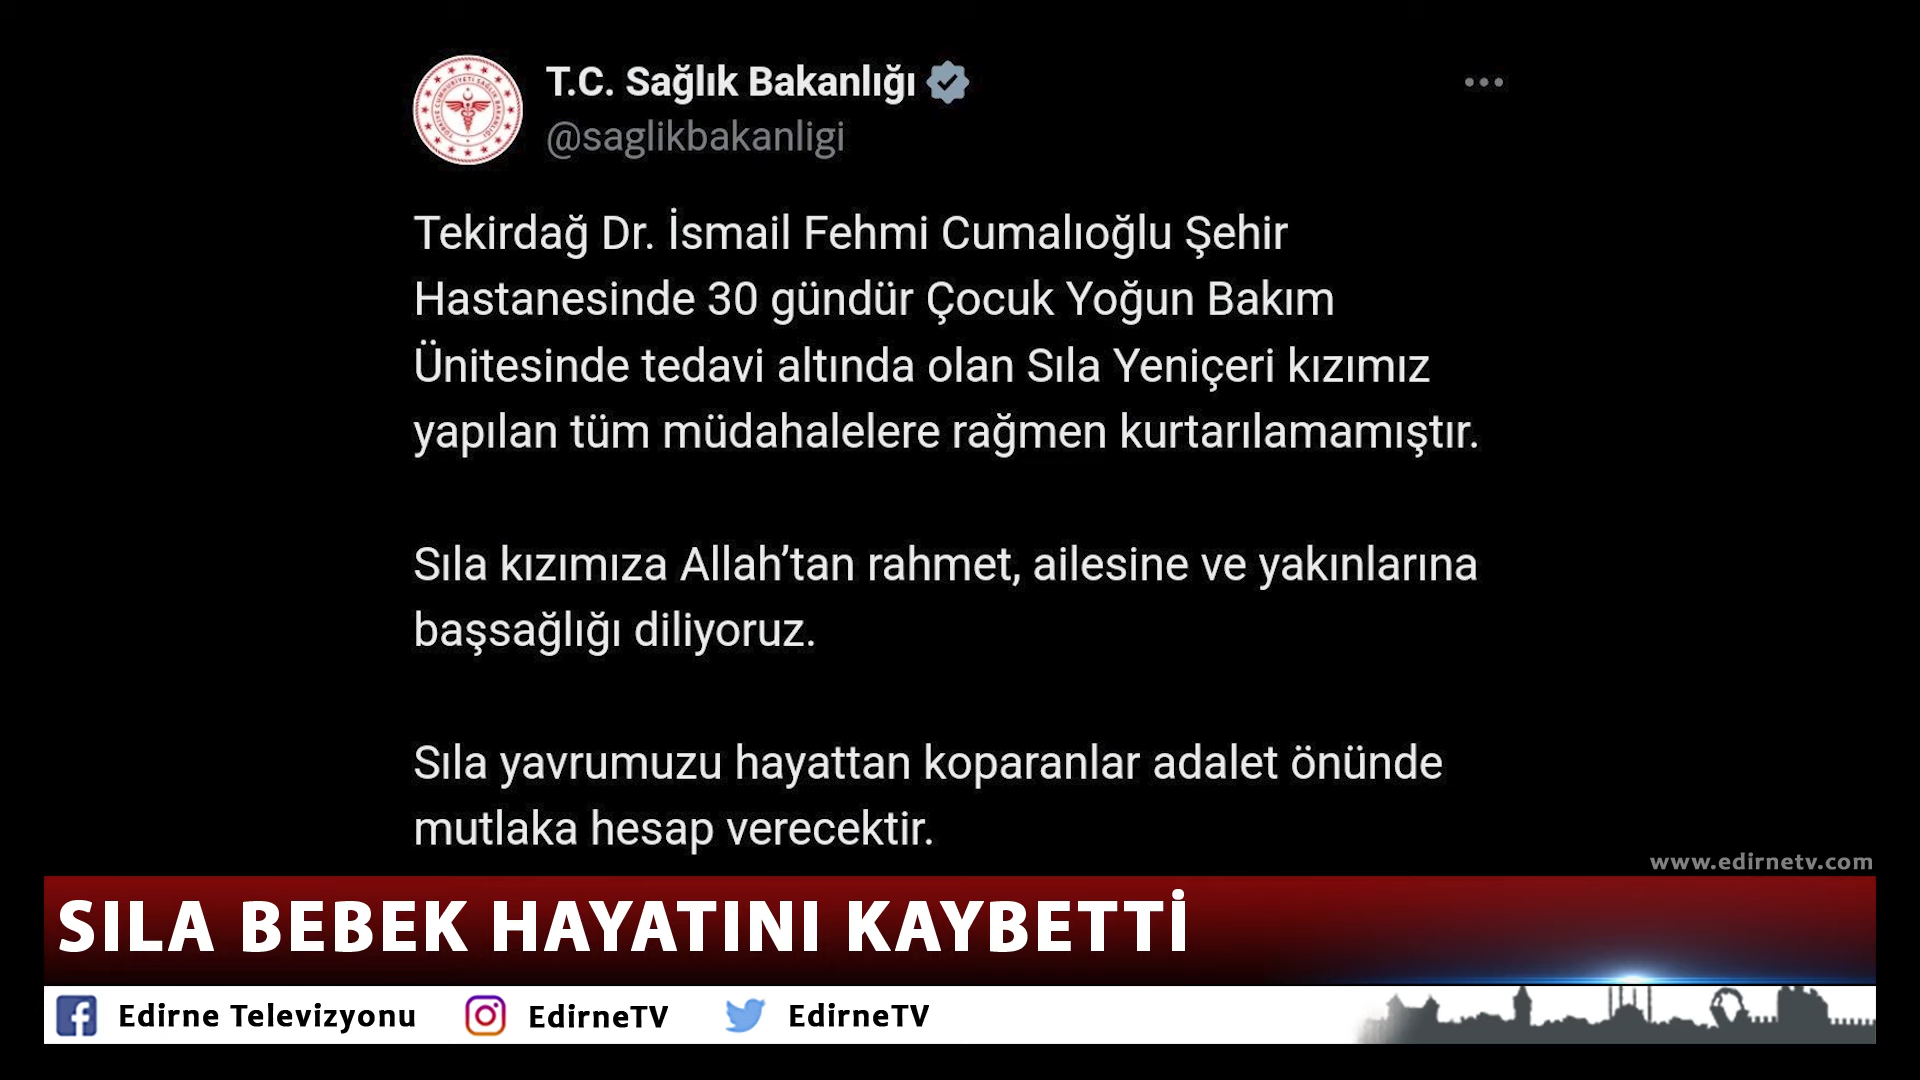 T.C. Sağlık Bakanlığı
@saglikbakanligi
Tekirdağ Dr. İsmail Fehmi Cumalıoğlu Şehir
Hastanesinde 30 gündür Çocuk Yoğun Bakım
Ünitesinde tedavi altında olan Sıla Yeniçeri kızımız
yapılan tüm müdahalelere rağmen kurtarılamamıştır.
Sıla kızımıza Allah’tan rahmet, ailesine ve yakınlarına
başsağlığı diliyoruz.
Sıla yavrumuzu hayattan koparanlar adalet önünde
mutlaka hesap verecektir.
www.edirnetv.com
SILA BEBEK HAYATINI KAYBETTİ
Edirne Televizyonu EdirneTV EdirneTV